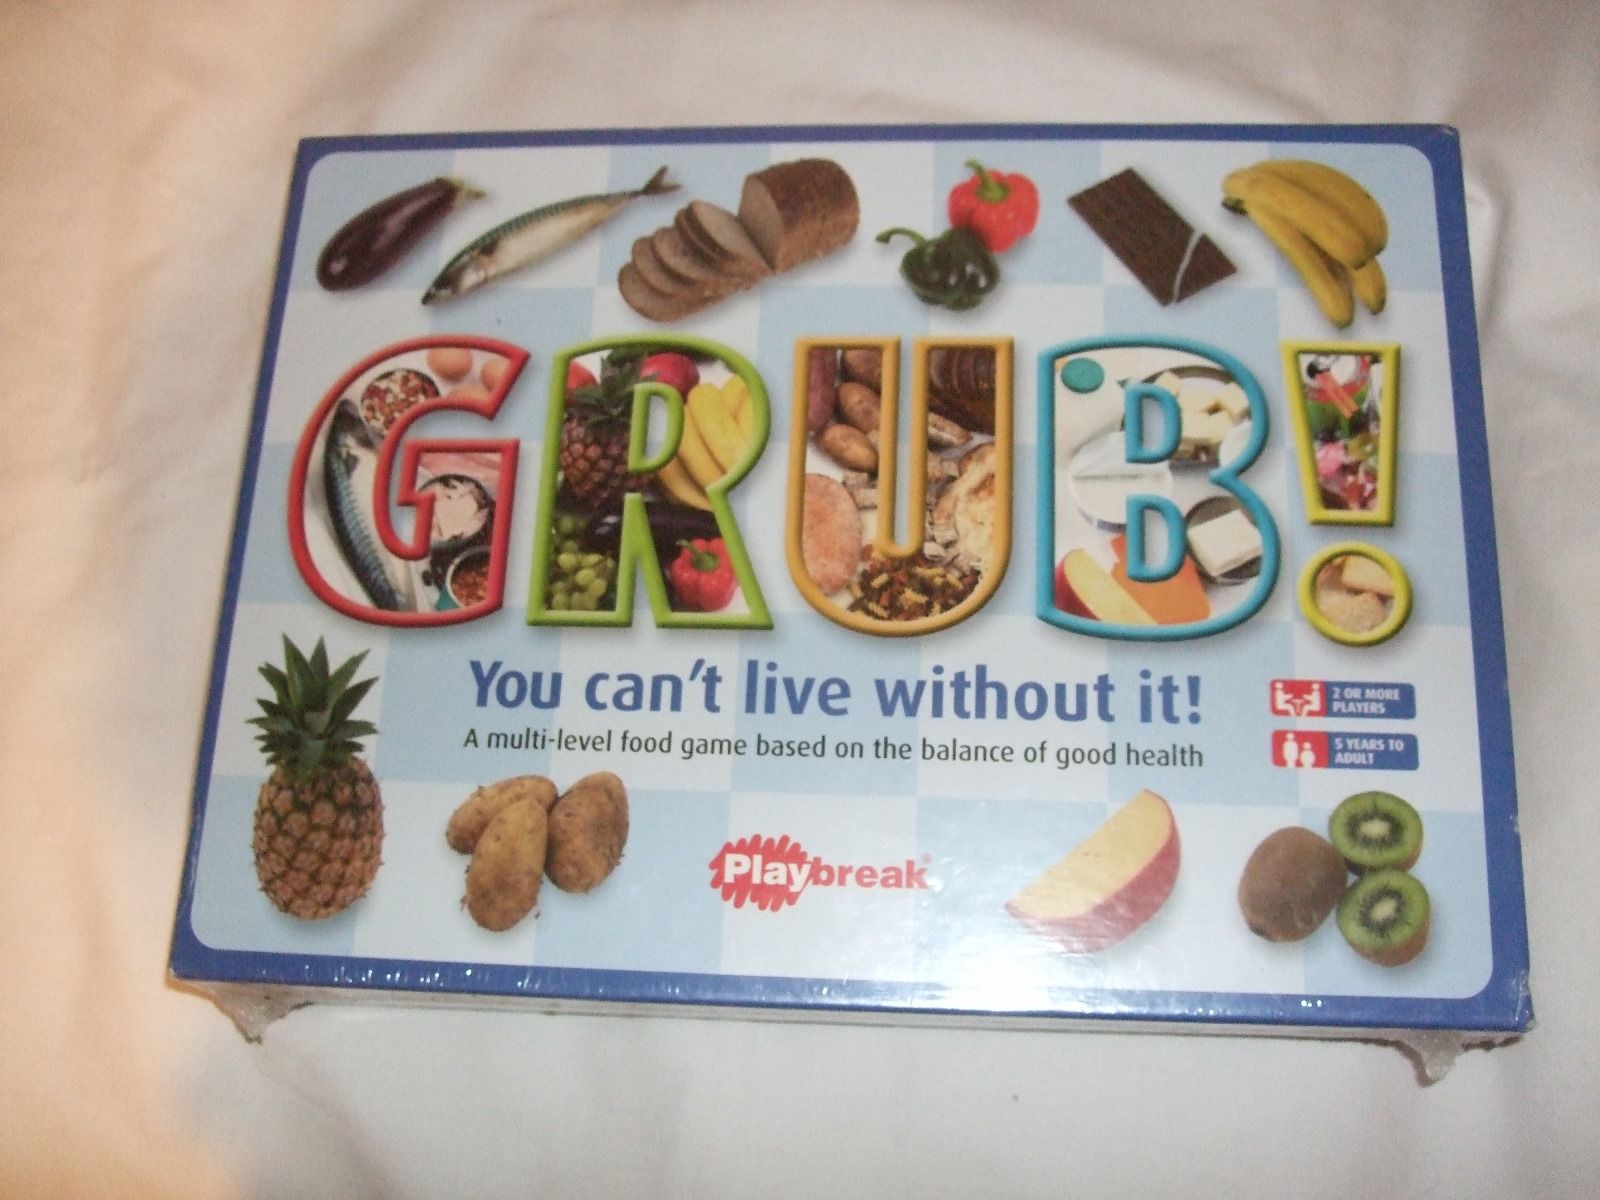 GRUB!
You can't live without it!
A multi-level food game based on the balance of good health
2 OR MORE
PLAYERS
5 YEARS TO
ADULT
Playbreak®